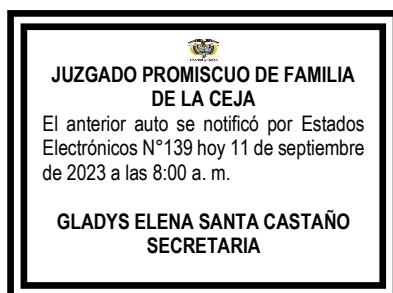 JUZGADO PROMISCUO DE FAMILIA
DE LA CEJA
El anterior auto se notificó por Estados
Electrónicos N°139 hoy 11 de septiembre
de 2023 a las 8:00 a. m.
GLADYS ELENA SANTA CASTAÑO
SECRETARIA